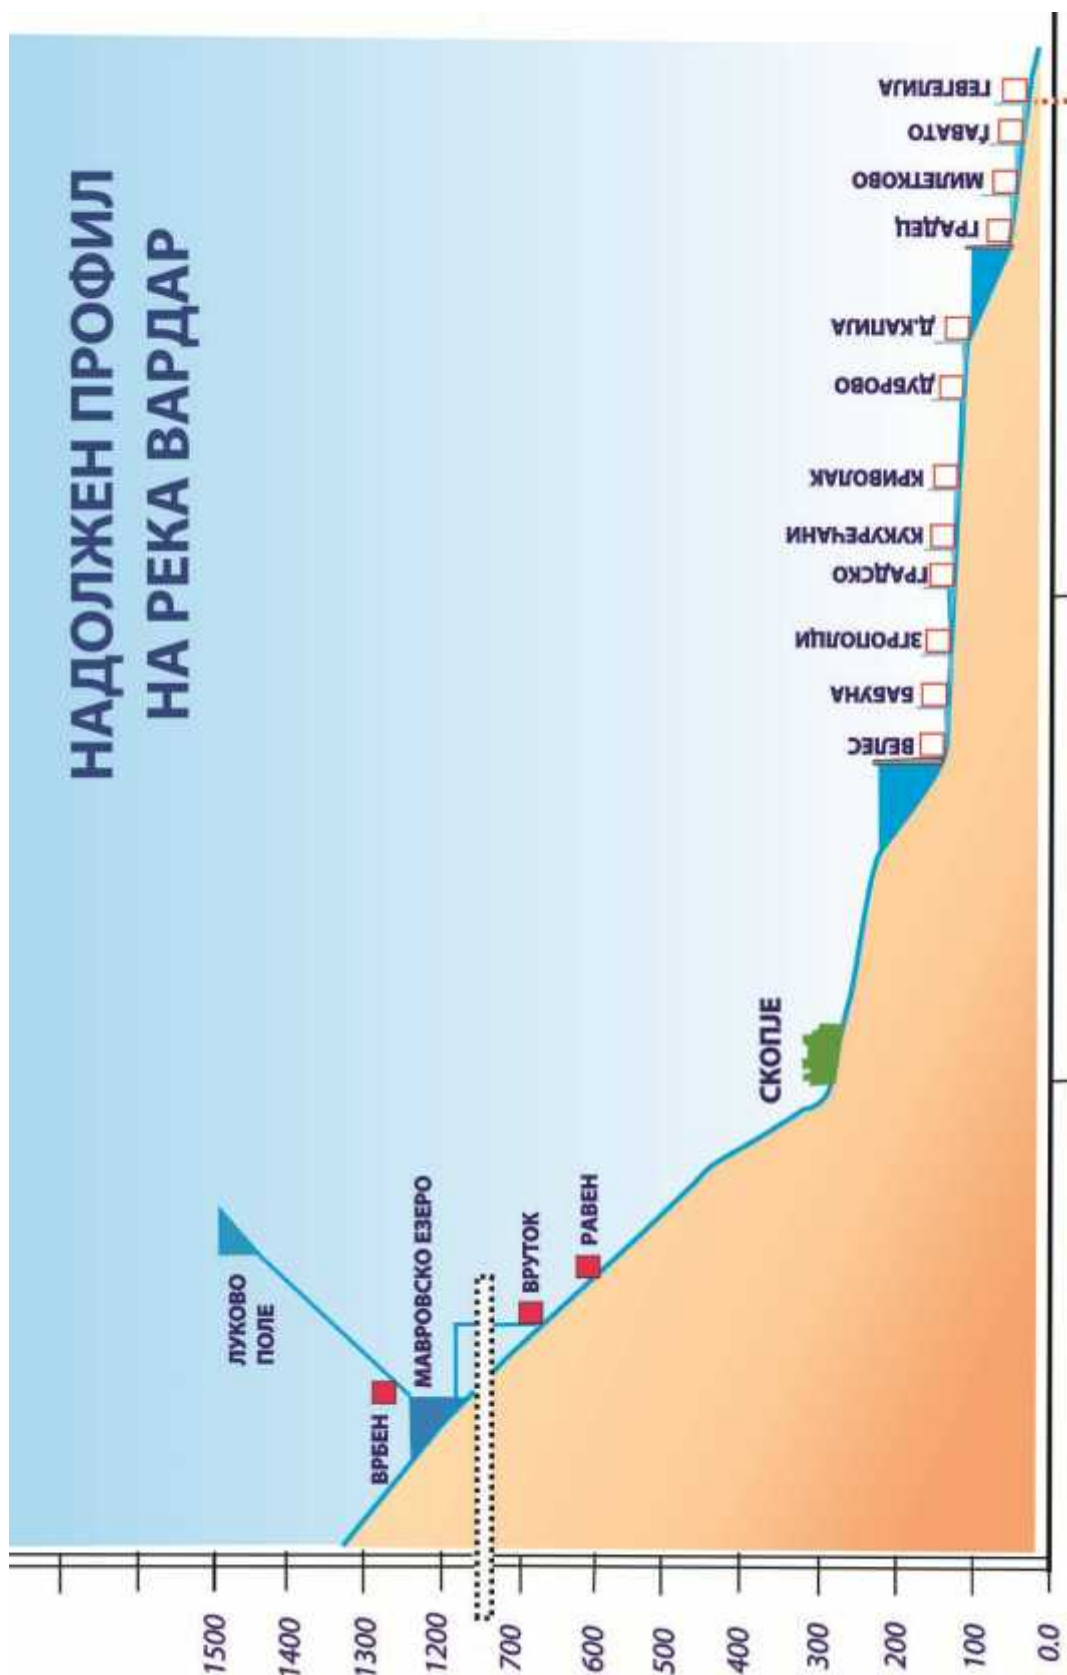 НАДОЛЖЕН ПРОФИЛ
НА РЕКА ВАРДАР
ЛУКОВО
ПОЛЕ
ВРБЕН
МАВРОВСКО ЕЗЕРО
ВРУТОК
РАВЕН
СКОПЈЕ
ВЕЛЕС
БАБУНА
ЗГРОПОЛЦИ
ГРАДСКО
КУКУРЕЧАНИ
КРИВОЛАК
ДУБРОВО
Д.КАПИЈА
ГРАДЕЦ
МИЛЕТКОВО
ЃАВАТО
ГЕВГЕЛИЈА
1500
1400
1300
1200
700
600
400
300
200
100
0.0